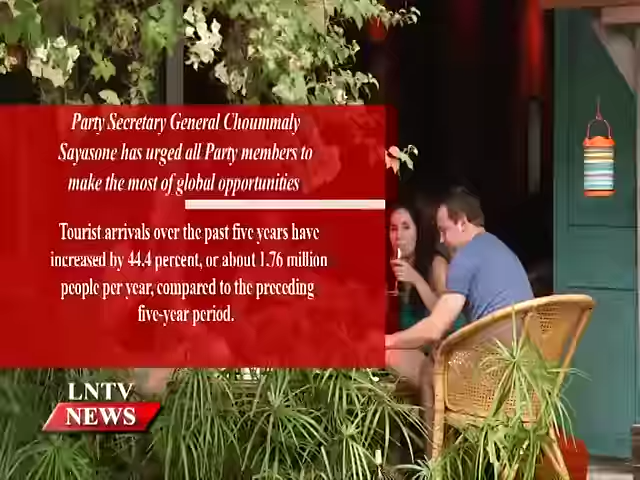 Party Secretary General Choummaly
Sayasone has urged all Party members to
make the most of global opportunities
Tourist arrivals over the past five years have
increased by 44.4 percent, or about 1.76 million
people per year, compared to the preceding
five-year period.
LNTV
NEWS